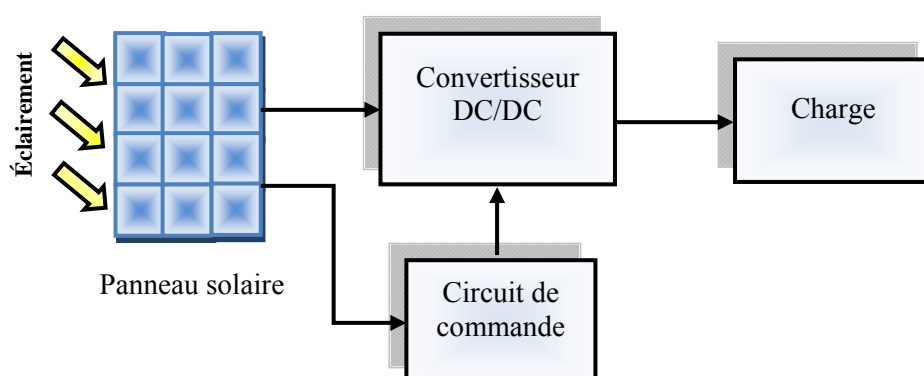 Éclairement
Panneau solaire
Convertisseur
DC/DC
Charge
Circuit de
commande